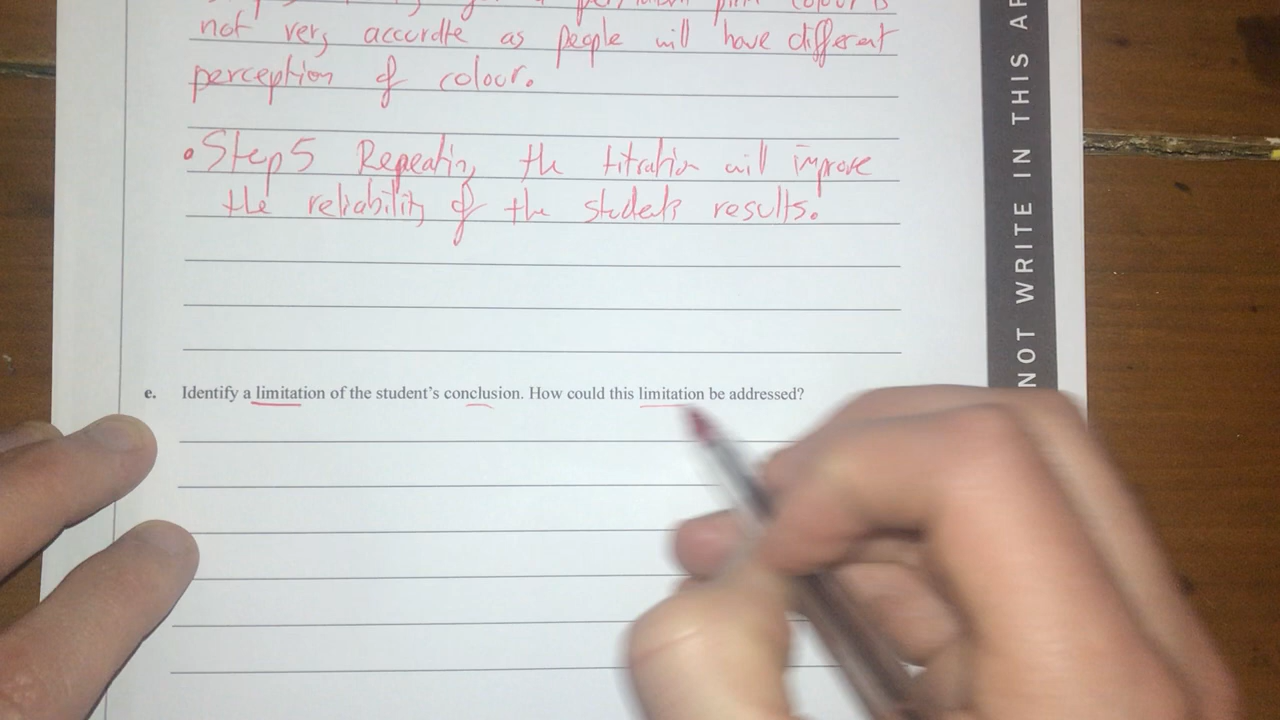 colour is
not very accurate as people will have different
perception of colour.
• Step 5 Repeating the titration will improve
the reliability of the students results.
e. Identify a limitation of the student's conclusion. How could this limitation be addressed?
NOT WRITE IN THIS